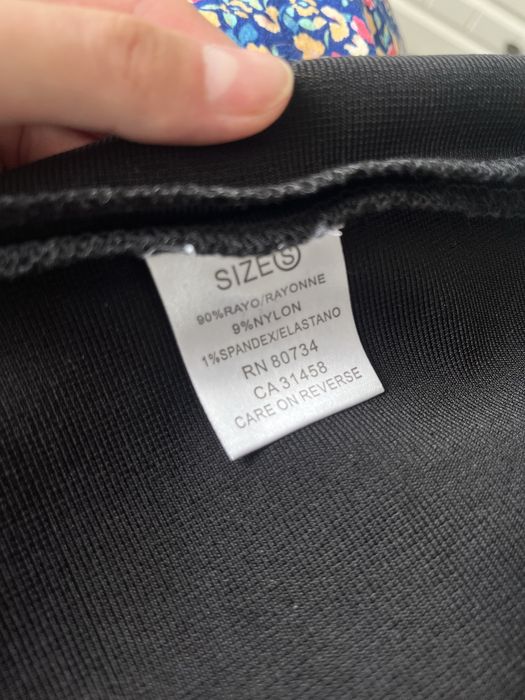 SIZE Ⓢ
90%RAYO/RAYONNE
9%NYLON
1%SPANDEX/ELASTANO
RN 80734
CA 31458
CARE ON REVERSE